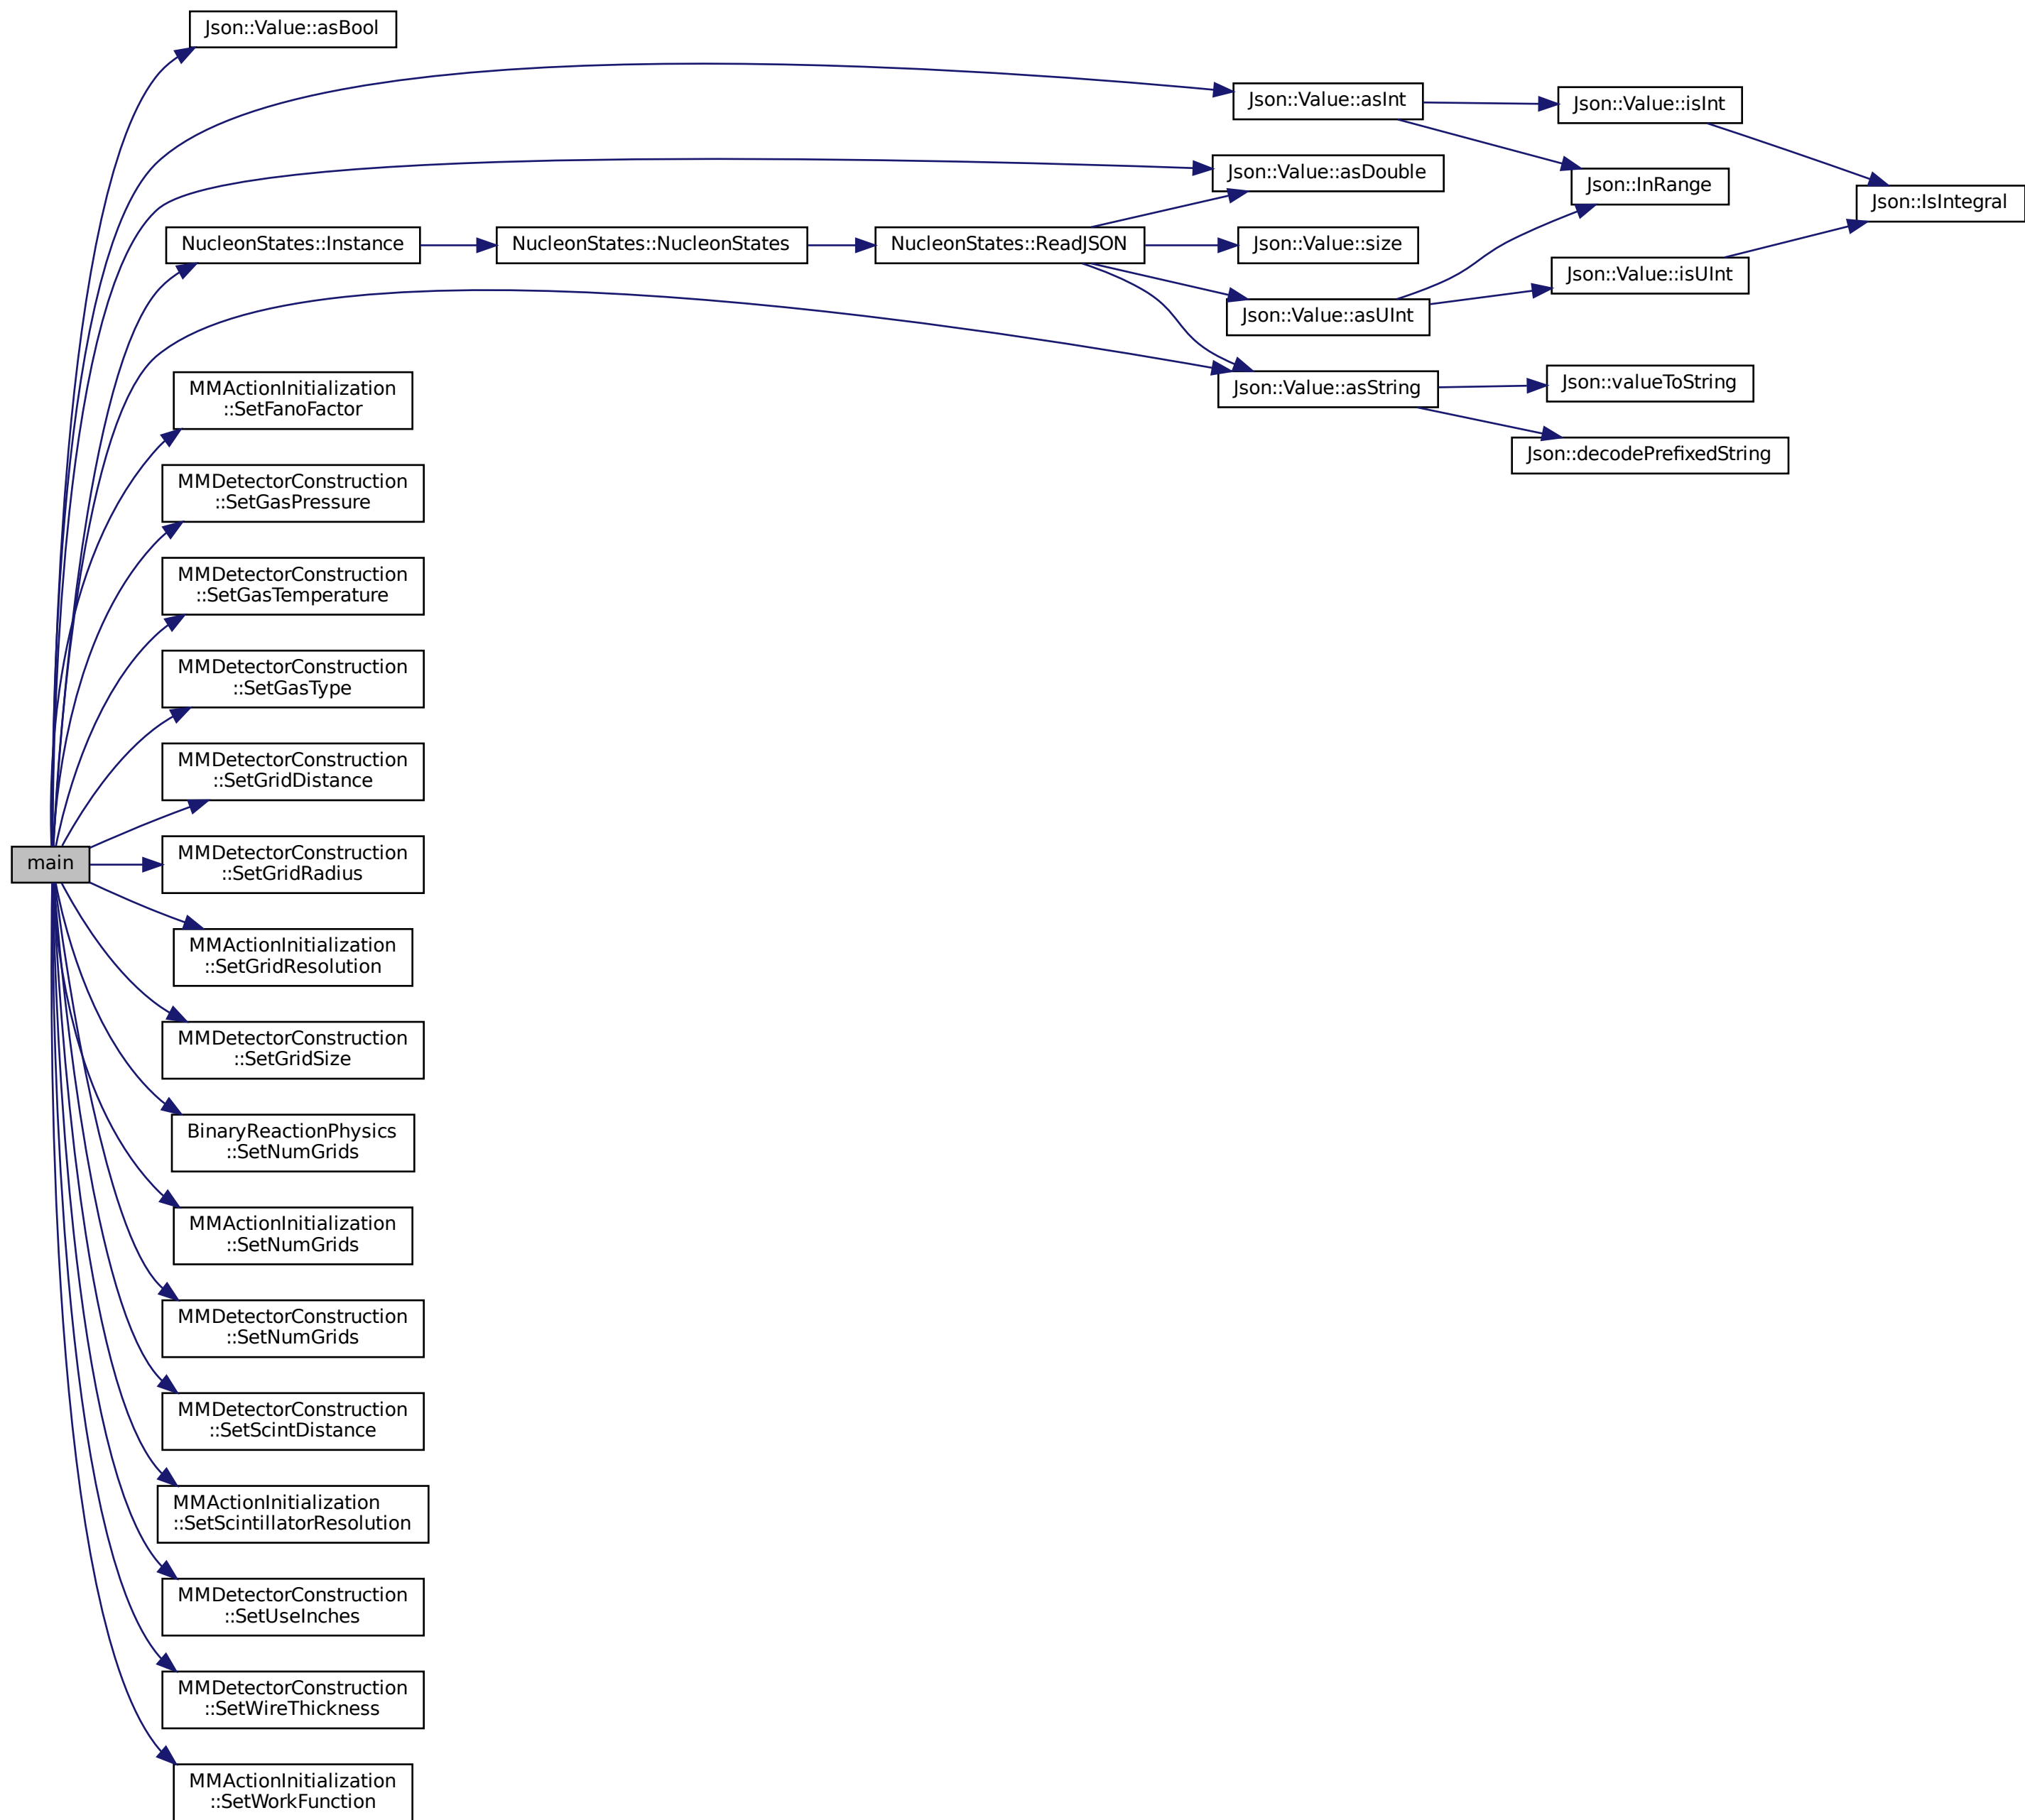 Json::Value::asBool
Json::Value::asInt
Json::Value::isInt
Json::Value::asDouble
Json::InRange
Json::IsIntegral
NucleonStates::Instance
NucleonStates::NucleonStates
NucleonStates::ReadJSON
Json::Value::size
Json::Value::isUInt
Json::Value::asUInt
Json::Value::asString
Json::valueToString
Json::decodePrefixedString
MMActionInitialization
::SetFanoFactor
MMDetectorConstruction
::SetGasPressure
MMDetectorConstruction
::SetGasTemperature
MMDetectorConstruction
::SetGasType
MMDetectorConstruction
::SetGridDistance
main
MMDetectorConstruction
::SetGridRadius
MMActionInitialization
::SetGridResolution
MMDetectorConstruction
::SetGridSize
BinaryReactionPhysics
::SetNumGrids
MMActionInitialization
::SetNumGrids
MMDetectorConstruction
::SetNumGrids
MMDetectorConstruction
::SetScintDistance
MMActionInitialization
::SetScintillatorResolution
MMDetectorConstruction
::SetUseInches
MMDetectorConstruction
::SetWireThickness
MMActionInitialization
::SetWorkFunction